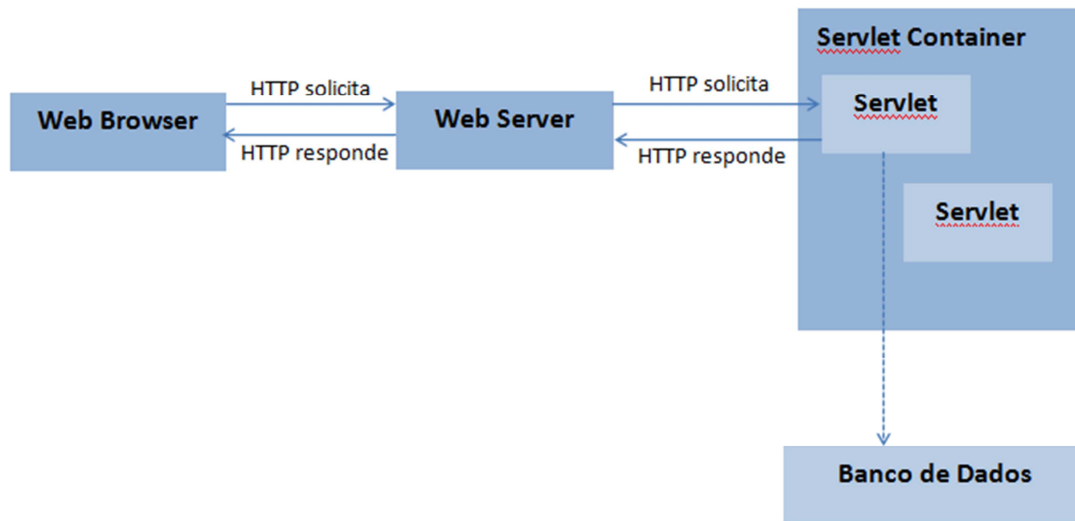 Servlet Container
HTTP solicita
HTTP solicita
Web Browser
Web Server
Servlet
HTTP responde
HTTP responde
Servlet
Banco de Dados